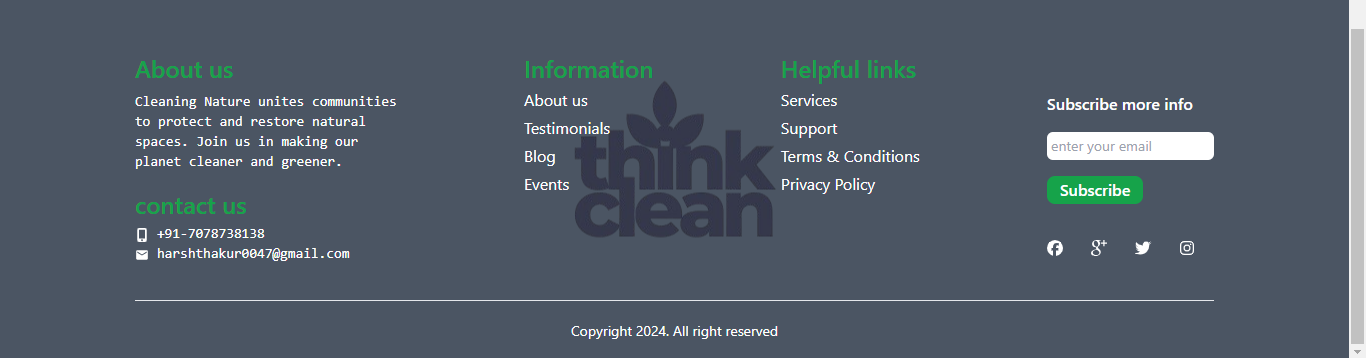 About us
Cleaning Nature unites communities
to protect and restore natural
spaces. Join us in making our
planet cleaner and greener.
contact us
+91-7078738138
harshthakur0047@gmail.com
Information
About us
Testimonials
Blog
Events
think
clean
Helpful links
Services
Support
Terms & Conditions
Privacy Policy
Subscribe more info
enter your email
Subscribe
Copyright 2024. All right reserved